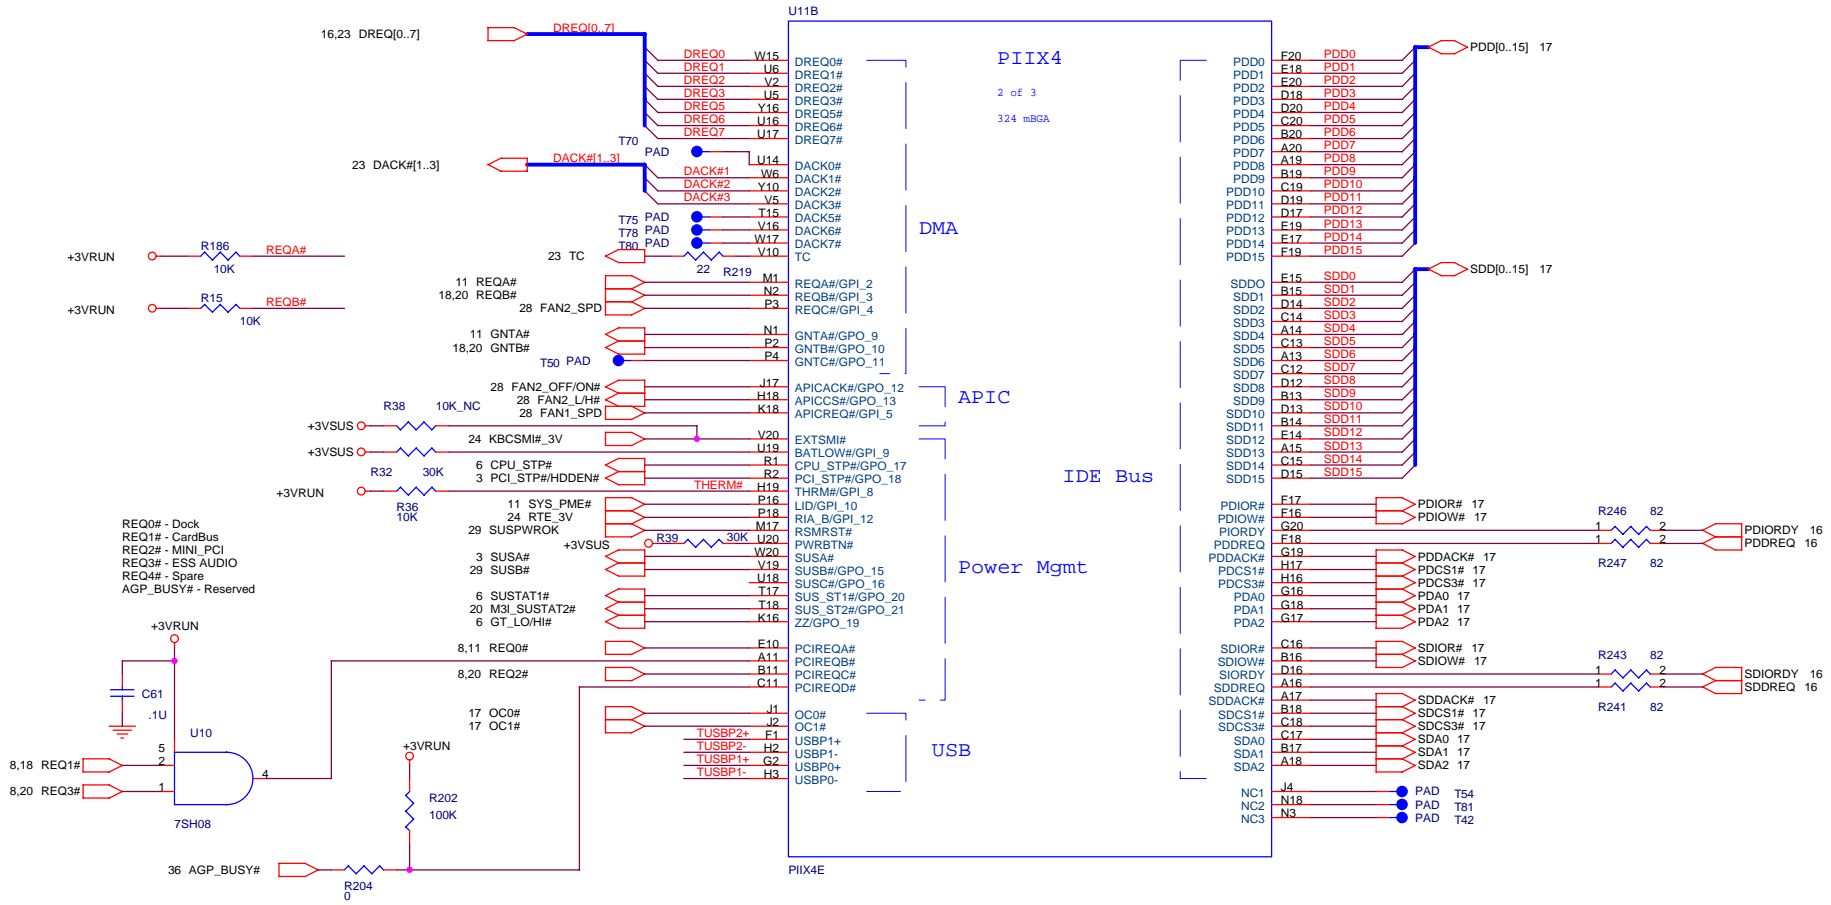 U11B
PIIX4
2 of 3
324 mBGA
16,23 DREQ[0..7]
DREQ[0..7]
DREQ0 W15 DREQ0#
DREQ1 U6 DREQ1#
DREQ2 V2 DREQ2#
DREQ3 U5 DREQ3#
DREQ5 Y16 DREQ5#
DREQ6 U16 DREQ6#
DREQ7 U17 DREQ7#
T70 PAD
23 DACK#[1..3]
DACK#[1..3]
U14 DACK0#
DACK#1 W6 DACK1#
DACK#2 Y10 DACK2#
DACK#3 V5 DACK3#
T75 PAD T15 DACK5#
T78 PAD V16 DACK6#
T80 PAD W17 DACK7#
23 TC 22 R219 V10 TC
DMA
+3VRUN R186 10K REQA#
+3VRUN R15 10K REQB#
11 REQA# M1 REQA#/GPI_2
18,20 REQB# N2 REQB#/GPI_3
28 FAN2_SPD P3 REQC#/GPI_4
11 GNTA# N1 GNTA#/GPO_9
18,20 GNTB# P2 GNTB#/GPO_10
T50 PAD P4 GNTC#/GPO_11
28 FAN2_OFF/ON# J17 APICACK#/GPO_12
28 FAN2_L/H# H18 APICCS#/GPO_13
28 FAN1_SPD K18 APICREQ#/GPI_5
APIC
R38 10K_NC
+3VSUS
24 KBCSMI#_3V V20 EXTSMI#
+3VSUS U19 BATLOW#/GPI_9
R32 30K
6 CPU_STP# R1 CPU_STP#/GPO_17
3 PCI_STP#/HDDEN# R2 PCI_STP#/GPO_18
+3VRUN R36 10K THERM# H19 THRM#/GPI_8
11 SYS_PME# P16 LID/GPI_10
24 RTE_3V P18 RIA_B/GPI_12
29 SUSPWROK M17 RSMRST#
+3VSUS R39 30K U20 PWRBTN#
3 SUSA# W20 SUSA#
29 SUSB# V19 SUSB#/GPO_15
U18 SUSC#/GPO_16
6 SUSTAT1# T17 SUS_ST1#/GPO_20
20 M3I_SUSTAT2# T18 SUS_ST2#/GPO_21
6 GT_LO/HI# K16 ZZ/GPO_19
Power Mgmt
8,11 REQ0# E10 PCIREQA#
A11 PCIREQB#
8,20 REQ2# B11 PCIREQC#
C11 PCIREQD#
17 OC0# J1 OC0#
17 OC1# J2 OC1#
TUSBP2+ F1 USBP1+
TUSBP2- H2 USBP1-
TUSBP1+ G2 USBP0+
TUSBP1- H3 USBP0-
USB
REQ0# - Dock
REQ1# - CardBus
REQ2# - MINI_PCI
REQ3# - ESS AUDIO
REQ4# - Spare
AGP_BUSY# - Reserved
+3VRUN
C61
.1U
U10
5
8,18 REQ1# 2
4
8,20 REQ3# 1
7SH08
+3VRUN
R202
100K
36 AGP_BUSY#
R204
0
PIIX4E
IDE Bus
PDD[0..15] 17
PDD0 F20 PDD0
PDD1 E18 PDD1
PDD2 E20 PDD2
PDD3 D18 PDD3
PDD4 D20 PDD4
PDD5 C20 PDD5
PDD6 B20 PDD6
PDD7 A20 PDD7
PDD8 A19 PDD8
PDD9 B19 PDD9
PDD10 C19 PDD10
PDD11 D19 PDD11
PDD12 D17 PDD12
PDD13 E19 PDD13
PDD14 E17 PDD14
PDD15 F19 PDD15
SDD[0..15] 17
SDDO E15 SDD0
SDD1 B15 SDD1
SDD2 D14 SDD2
SDD3 C14 SDD3
SDD4 A14 SDD4
SDD5 C13 SDD5
SDD6 A13 SDD6
SDD7 C12 SDD7
SDD8 D12 SDD8
SDD9 B13 SDD9
SDD10 D13 SDD10
SDD11 B14 SDD11
SDD12 E14 SDD12
SDD13 A15 SDD13
SDD14 C15 SDD14
SDD15 D15 SDD15
PDIOR# F17 PDIOR# 17
PDIOW# F16 PDIOW# 17
R246 82
PIORDY G20 1 2 PDIORDY 16
PDDREQ F18 1 2 PDDREQ 16
R247 82
PDDACK# G19 PDDACK# 17
PDCS1# H17 PDCS1# 17
PDCS3# H16 PDCS3# 17
PDA0 G16 PDA0 17
PDA1 G18 PDA1 17
PDA2 G17 PDA2 17
SDIOR# C16 SDIOR# 17
SDIOW# B16 SDIOW# 17
R243 82
SIORDY D16 1 2 SDIORDY 16
SDDREQ A16 1 2 SDDREQ 16
R241 82
SDDACK# A17 SDDACK# 17
SDCS1# B18 SDCS1# 17
SDCS3# C18 SDCS3# 17
SDA0 C17 SDA0 17
SDA1 B17 SDA1 17
SDA2 A18 SDA2 17
NC1 J4 PAD T54
NC2 N18 PAD T81
NC3 N3 PAD T42